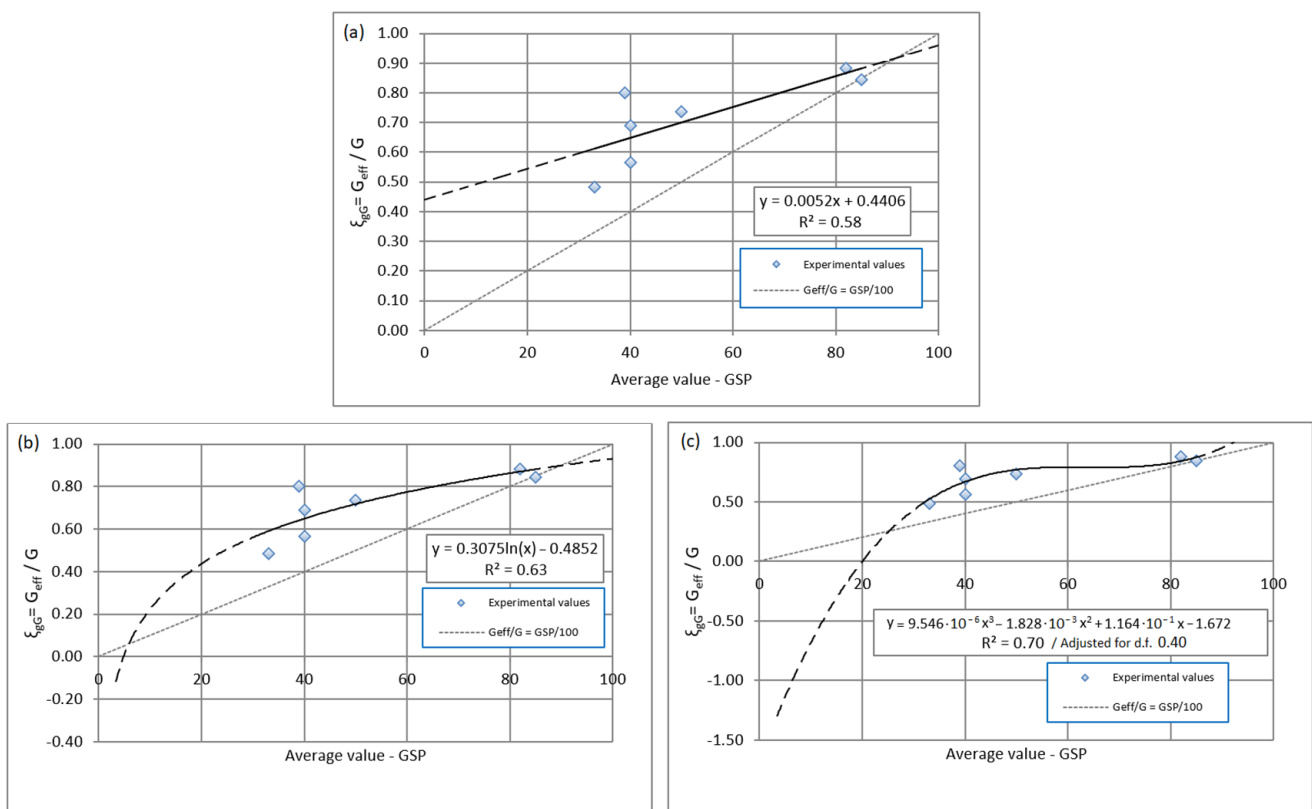 (a)
1.00
0.90
0.80
0.70
0.60
0.50
0.40
0.30
0.20
0.10
0.00
ξgG= Geff / G
y = 0.0052x + 0.4406
R² = 0.58
Experimental values
Geff/G = GSP/100
0 20 40 60 80 100
Average value - GSP
(b)
1.00
0.80
0.60
0.40
0.20
0.00
-0.20
-0.40
ξgG= Geff / G
y = 0.3075ln(x) – 0.4852
R² = 0.63
Experimental values
Geff/G = GSP/100
0 20 40 60 80 100
Average value - GSP
(c)
1.00
0.50
0.00
-0.50
-1.00
-1.50
ξgG= Geff / G
0 20 40 60 80 100
y = 9.546·10⁻⁶ x³ – 1.828·10⁻³ x² + 1.164·10⁻¹ x – 1.672
R² = 0.70 / Adjusted for d.f. 0.40
Experimental values
Geff/G = GSP/100
Average value - GSP